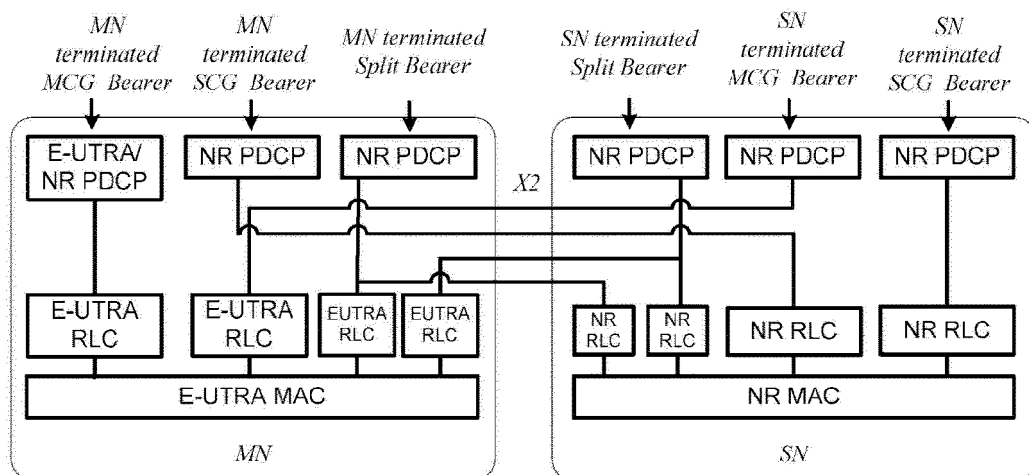 MN
terminated
MCG Bearer
MN
terminated
SCG Bearer
MN terminated
Split Bearer
SN terminated
Split Bearer
SN
terminated
MCG Bearer
SN
terminated
SCG Bearer
E-UTRA/
NR PDCP
NR PDCP
NR PDCP
X2
NR PDCP
NR PDCP
NR PDCP
E-UTRA
RLC
E-UTRA
RLC
EUTRA
RLC
EUTRA
RLC
NR
RLC
NR
RLC
NR RLC
NR RLC
E-UTRA MAC
NR MAC
MN
SN